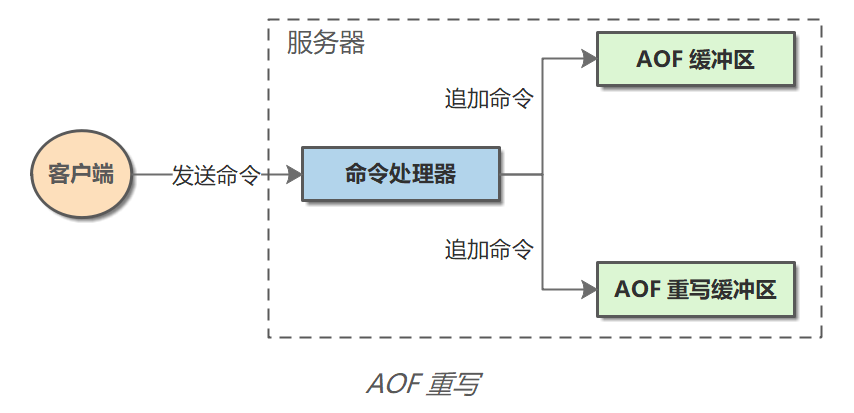 服务器
AOF 缓冲区
追加命令
客户端
发送命令
命令处理器
追加命令
AOF 重写缓冲区
AOF 重写